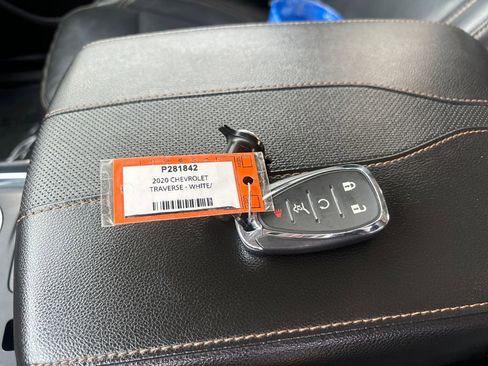 P281842
2020 CHEVROLET
TRAVERSE - WHITE/